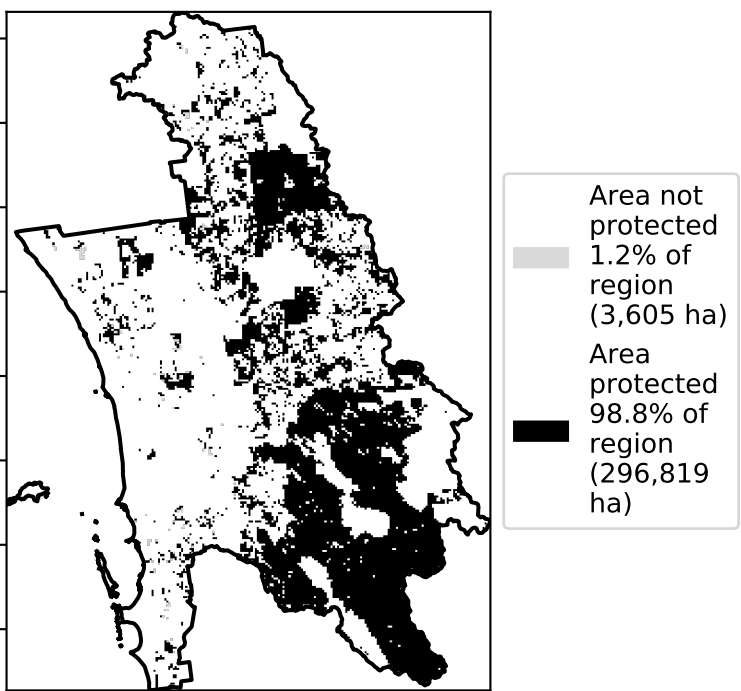 Area not
protected
1.2% of
region
(3,605 ha)
Area
protected
98.8% of
region
(296,819
ha)